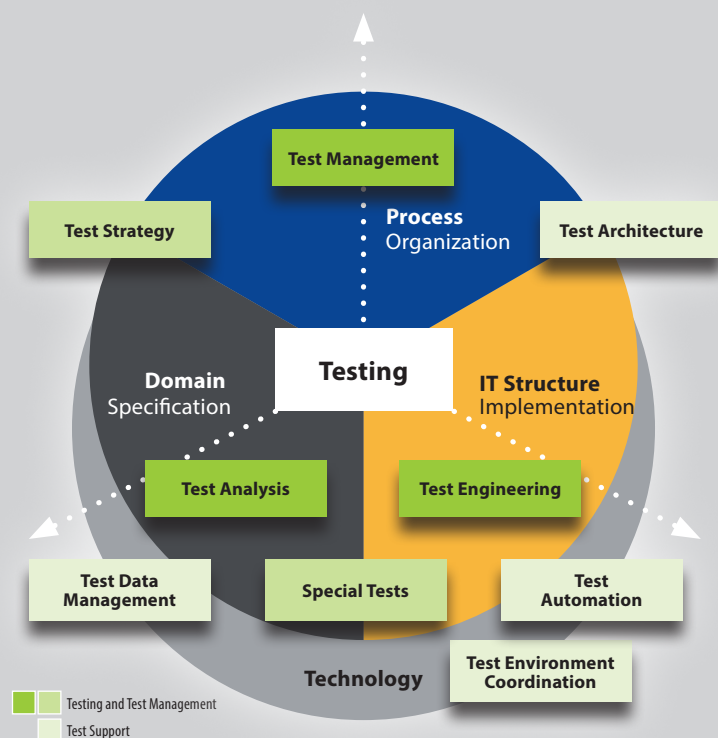 Test Management
Test Strategy
Process
Organization
Test Architecture
Testing
Domain
Specification
IT Structure
Implementation
Test Analysis
Test Engineering
Test Data
Management
Special Tests
Test
Automation
Technology
Test Environment
Coordination
Testing and Test Management
Test Support